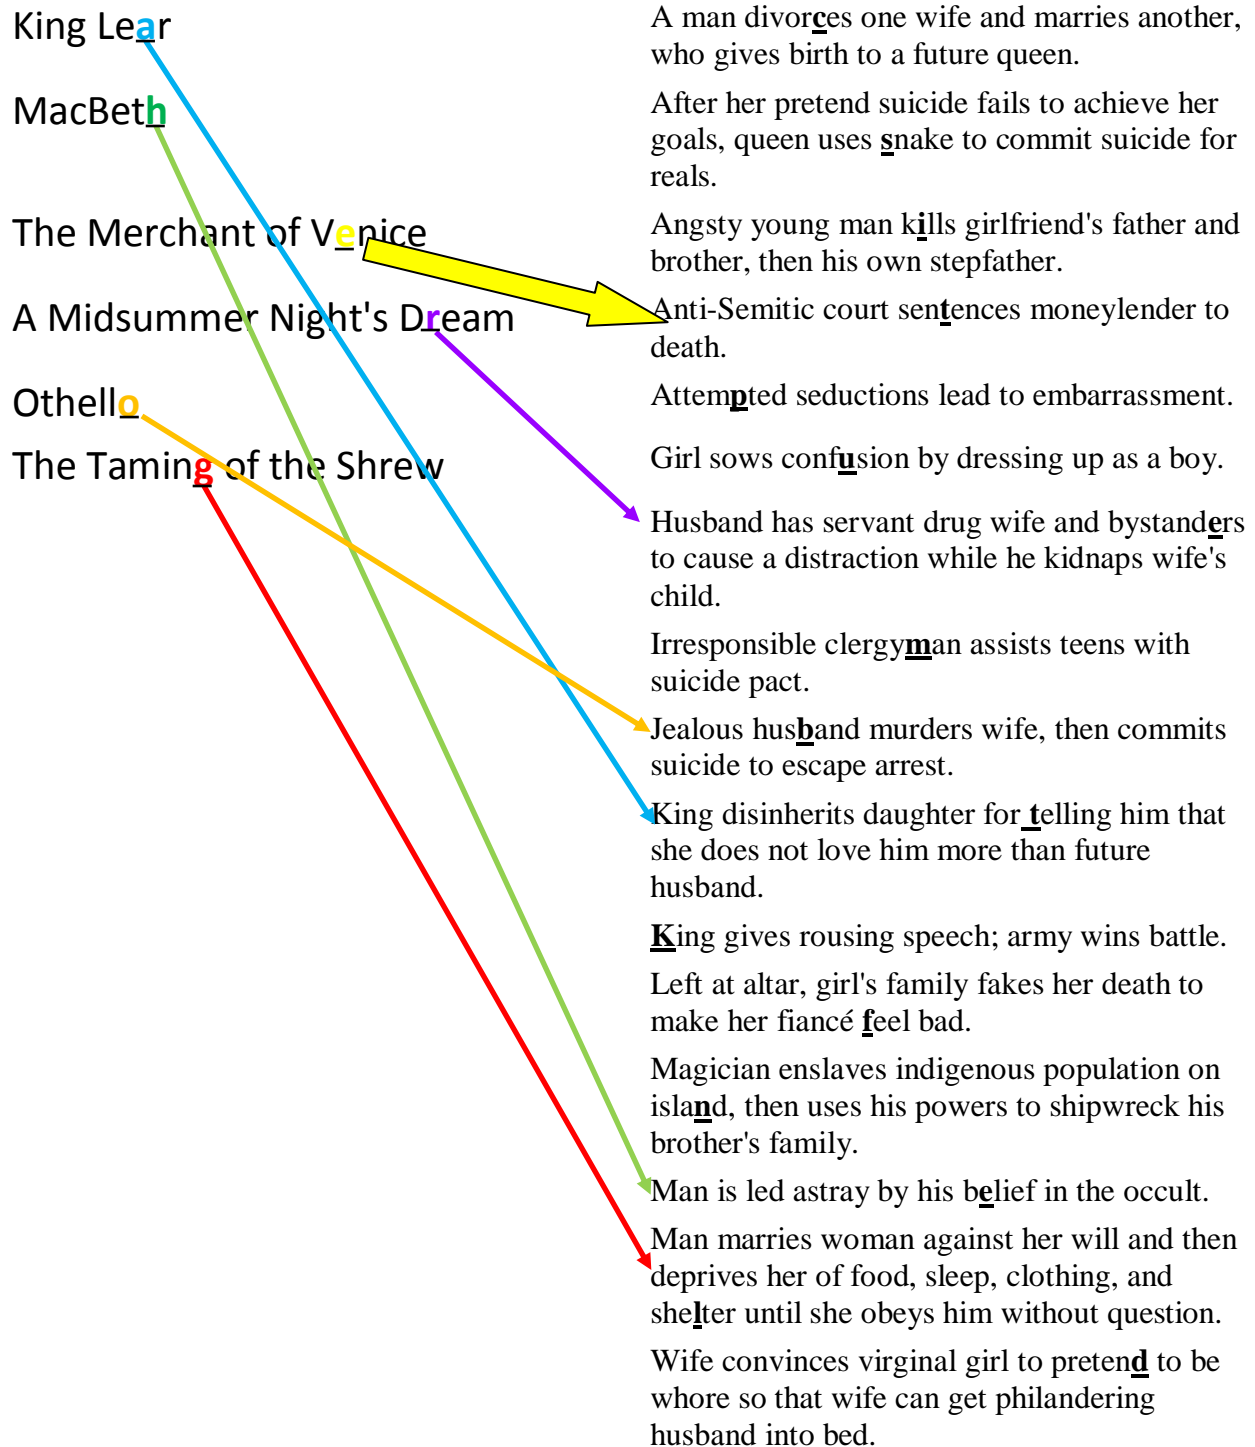 King Lear
MacBeth
The Merchant of Venice
A Midsummer Night's Dream
Othello
The Taming of the Shrew
A man divorces one wife and marries another,
who gives birth to a future queen.
After her pretend suicide fails to achieve her
goals, queen uses snake to commit suicide for
reals.
Angsty young man kills girlfriend's father and
brother, then his own stepfather.
Anti-Semitic court sentences moneylender to
death.
Attempted seductions lead to embarrassment.
Girl sows confusion by dressing up as a boy.
Husband has servant drug wife and bystanders
to cause a distraction while he kidnaps wife's
child.
Irresponsible clergyman assists teens with
suicide pact.
Jealous husband murders wife, then commits
suicide to escape arrest.
King disinherits daughter for telling him that
she does not love him more than future
husband.
King gives rousing speech; army wins battle.
Left at altar, girl's family fakes her death to
make her fiancé feel bad.
Magician enslaves indigenous population on
island, then uses his powers to shipwreck his
brother's family.
Man is led astray by his belief in the occult.
Man marries woman against her will and then
deprives her of food, sleep, clothing, and
shelter until she obeys him without question.
Wife convinces virginal girl to pretend to be
whore so that wife can get philandering
husband into bed.